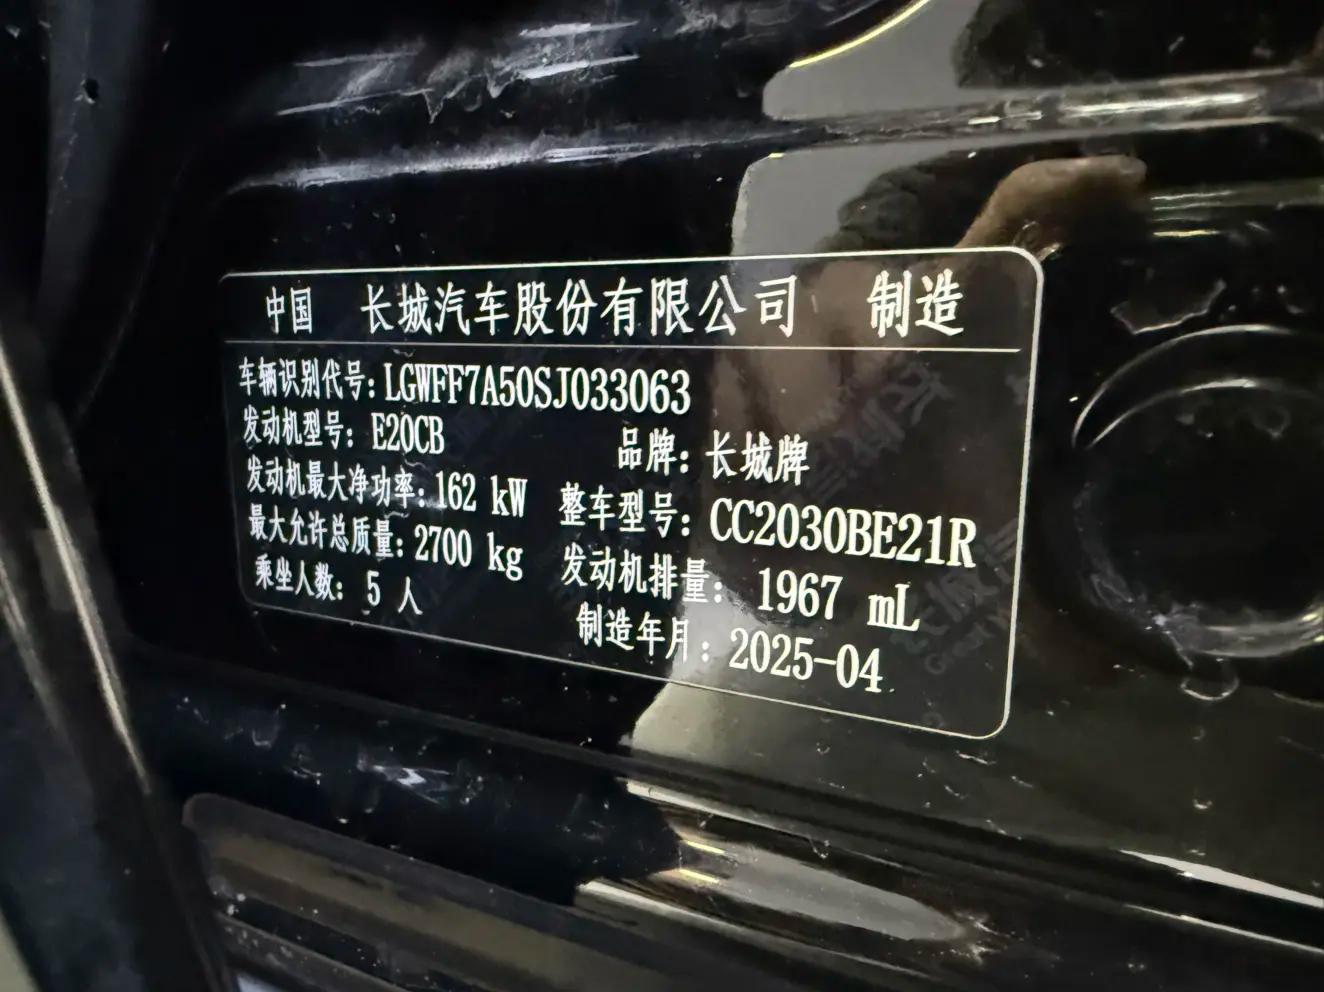 中国 长城汽车股份有限公司 制造
车辆识别代号:LGWFF7A50SJ033063
发动机型号:E20CB
品牌:长城牌
发动机最大净功率:162 kW
整车型号:CC2030BE21R
最大允许总质量:2700 kg
发动机排量: 1967 mL
乘坐人数: 5 人
制造年月:2025-04